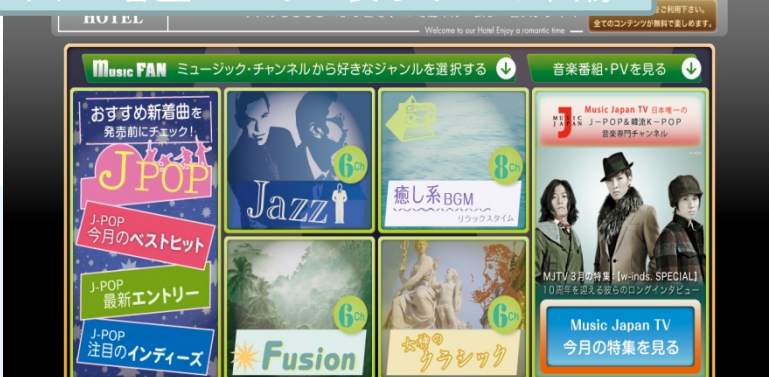 HOTEL
Welcome to our Hotel Enjoy a romantic time
をご利用下さい。
全てのコンテンツが無料で楽しめます。
Music FAN ミュージック・チャンネルから好きなジャンルを選択する
音楽番組・PVを見る
おすすめ新着曲を
発売前にチェック!
J POP
J-POP
今月のベストヒット
J-POP
最新エントリー
J-POP
注目のインディーズ
6Ch
Jazz
8Ch
癒し系BGM
リラックスタイム
6Ch
Fusion
6Ch
女神の
クラシック
MUSIC JAPAN
Music Japan TV 日本唯一の
J-POP&韓流K-POP
音楽専門チャンネル
MJTV 3月の特集:【w-inds. SPECIAL】
10周年を迎える彼らのロングインタビュー
Music Japan TV
今月の特集を見る